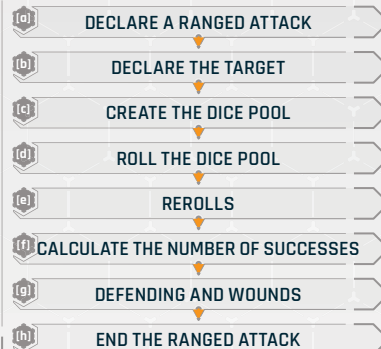 [a] DECLARE A RANGED ATTACK
[b] DECLARE THE TARGET
[c] CREATE THE DICE POOL
[d] ROLL THE DICE POOL
[e] REROLLS
[f] CALCULATE THE NUMBER OF SUCCESSES
[g] DEFENDING AND WOUNDS
[h] END THE RANGED ATTACK